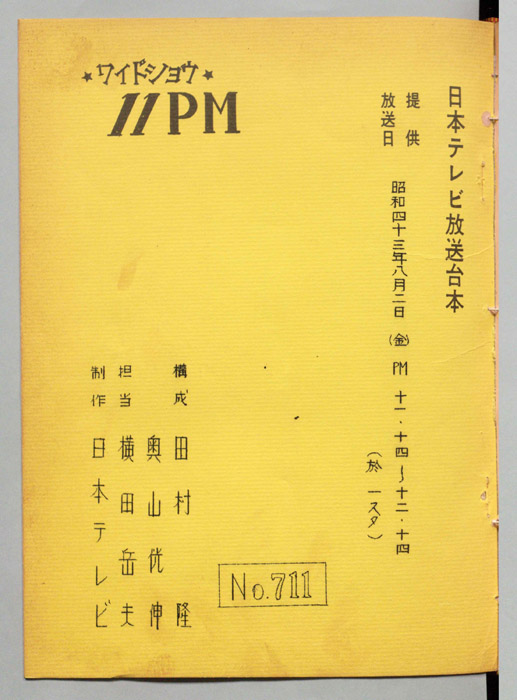 日本テレビ放送台本
提供
放送日 昭和四十三年八月二日(金) PM 十一・十四〜十二・十四
(於 一スタ)
★ワイドショウ★
11PM
構成 田村 隆
奥山侊伸
担当 横田岳夫
制作 日本テレビ
No.711